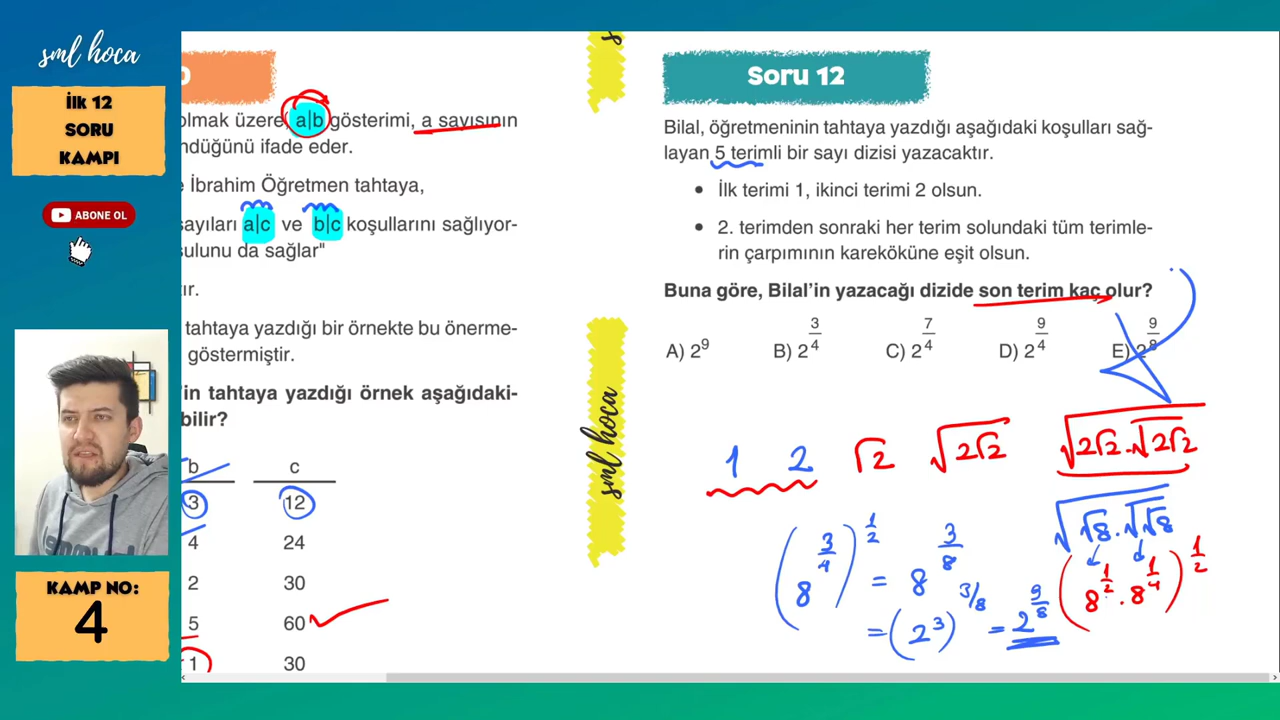 sml hoca
İlk 12
SORU
KAMPI
ABONE OL
KAMP NO:
4
olmak üzere, a|b gösterimi, a sayısının
ndüğünü ifade eder.
e İbrahim Öğretmen tahtaya,
sayıları a|c ve b|c koşullarını sağlıyor-
sulunu da sağlar"
ır.
tahtaya yazdığı bir örnekte bu önerme-
göstermiştir.
'in tahtaya yazdığı örnek aşağıdaki-
bilir?
b c
3 12
4 24
2 30
5 60
1 30
sml hoca
Soru 12
Bilal, öğretmeninin tahtaya yazdığı aşağıdaki koşulları sağ-
layan 5 terimli bir sayı dizisi yazacaktır.
• İlk terimi 1, ikinci terimi 2 olsun.
• 2. terimden sonraki her terim solundaki tüm terimle-
rin çarpımının kareköküne eşit olsun.
Buna göre, Bilal'in yazacağı dizide son terim kaç olur?
A) 2^9 B) 2^{3/4} C) 2^{7/4} D) 2^{9/4} E) 2^{9/8}
1 2 √2 √(2√2) √(2√2·√(2√2))
√(√8·√(√8))
(8^{3/4})^{1/2} = 8^{3/8} (8^{1/2}·8^{1/4})^{1/2}
=(2^3)^{3/8} = 2^{9/8}